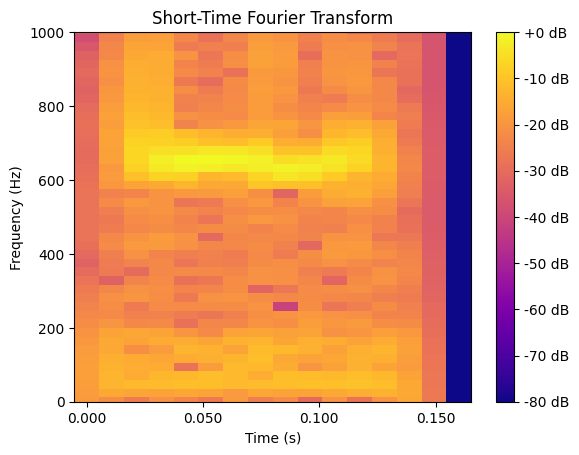 Short-Time Fourier Transform
1000
800
600
400
200
0
Frequency (Hz)
0.000
0.050
0.100
0.150
Time (s)
+0 dB
-10 dB
-20 dB
-30 dB
-40 dB
-50 dB
-60 dB
-70 dB
-80 dB